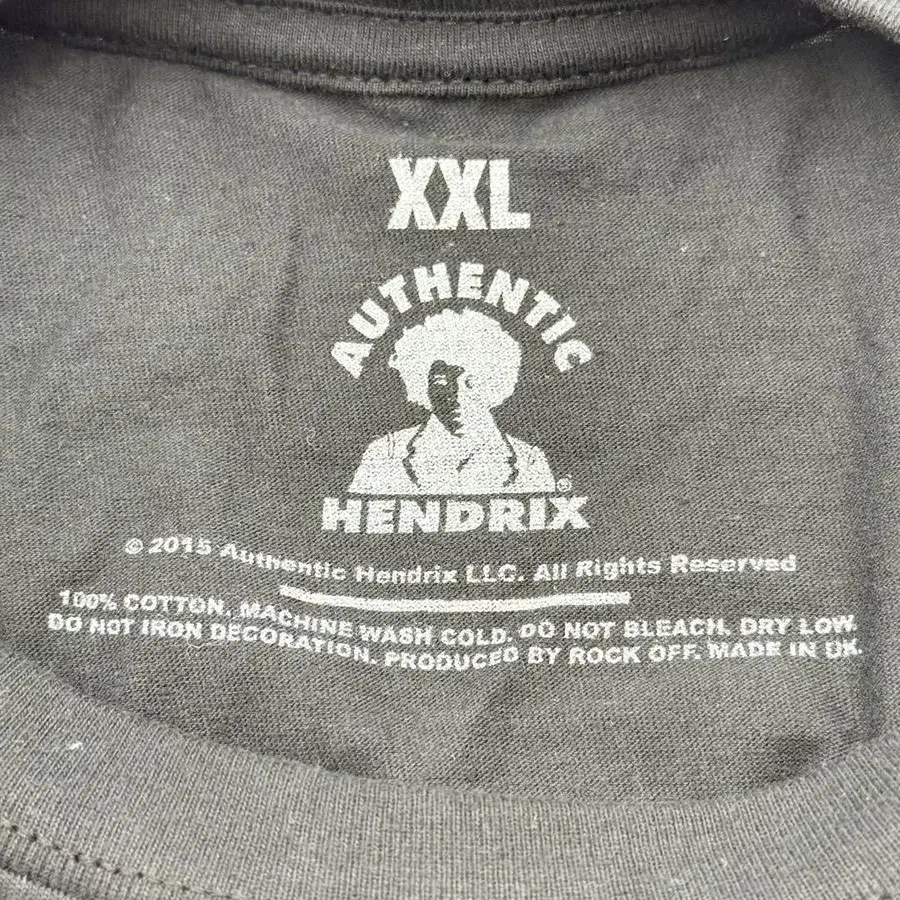 XXL
AUTHENTIC
®
HENDRIX
© 2015 Authentic Hendrix LLC. All Rights Reserved
100% COTTON. MACHINE WASH COLD. DO NOT BLEACH. DRY LOW.
DO NOT IRON DECORATION. PRODUCED BY ROCK OFF. MADE IN UK.